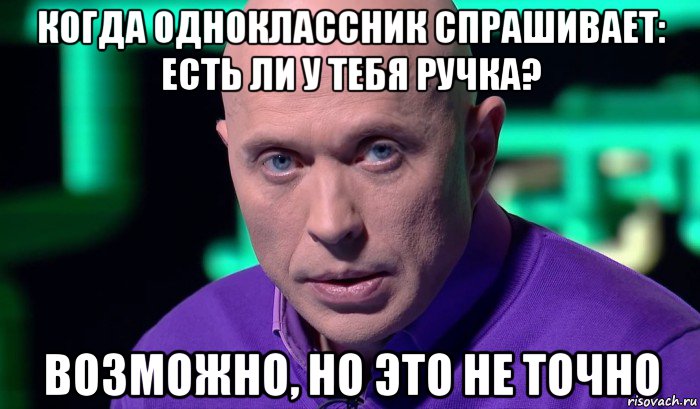 КОГДА ОДНОКЛАССНИК СПРАШИВАЕТ:
ЕСТЬ ЛИ У ТЕБЯ РУЧКА?
ВОЗМОЖНО, НО ЭТО НЕ ТОЧНО
risovach.ru